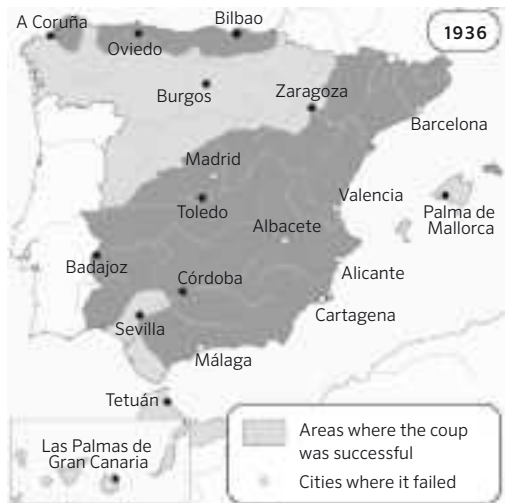 A Coruña
Bilbao
1936
Oviedo
Burgos
Zaragoza
Barcelona
Madrid
Valencia
Toledo
Albacete
Palma de
Mallorca
Badajoz
Córdoba
Alicante
Sevilla
Cartagena
Málaga
Tetuán
Las Palmas de
Gran Canaria
Areas where the coup
was successful
Cities where it failed